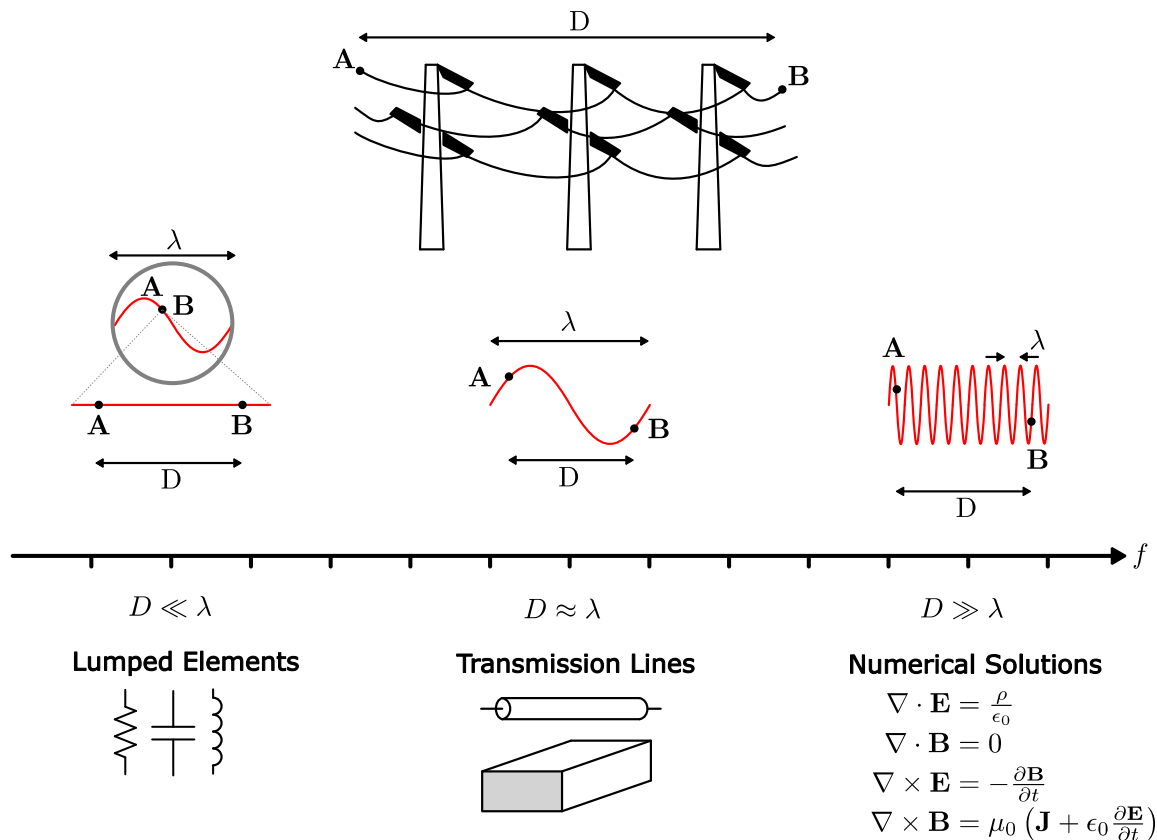 D
A
B
λ
A
B
A
B
D
λ
A
B
D
λ
A
B
D
f
D ≪ λ
D ≈ λ
D ≫ λ
Lumped Elements
Transmission Lines
Numerical Solutions
∇ · E = ρ/ϵ₀
∇ · B = 0
∇ × E = −∂B/∂t
∇ × B = μ₀ (J + ϵ₀ ∂E/∂t)